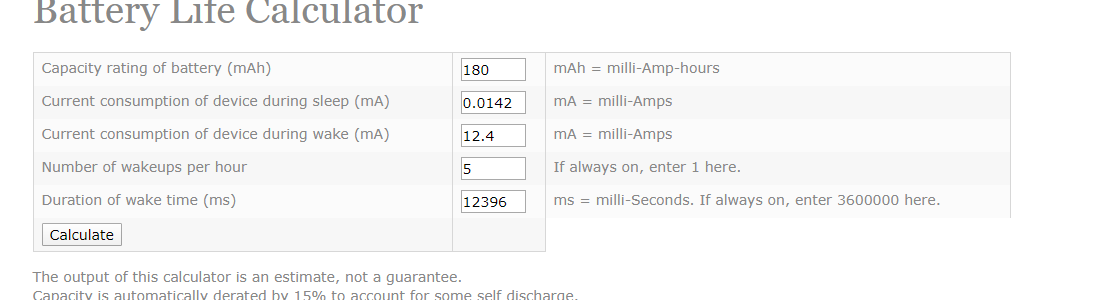 Battery Life Calculator
Capacity rating of battery (mAh) 180 mAh = milli-Amp-hours
Current consumption of device during sleep (mA) 0.0142 mA = milli-Amps
Current consumption of device during wake (mA) 12.4 mA = milli-Amps
Number of wakeups per hour 5 If always on, enter 1 here.
Duration of wake time (ms) 12396 ms = milli-Seconds. If always on, enter 3600000 here.
Calculate
The output of this calculator is an estimate, not a guarantee.
Capacity is automatically derated by 15% to account for some self discharge.